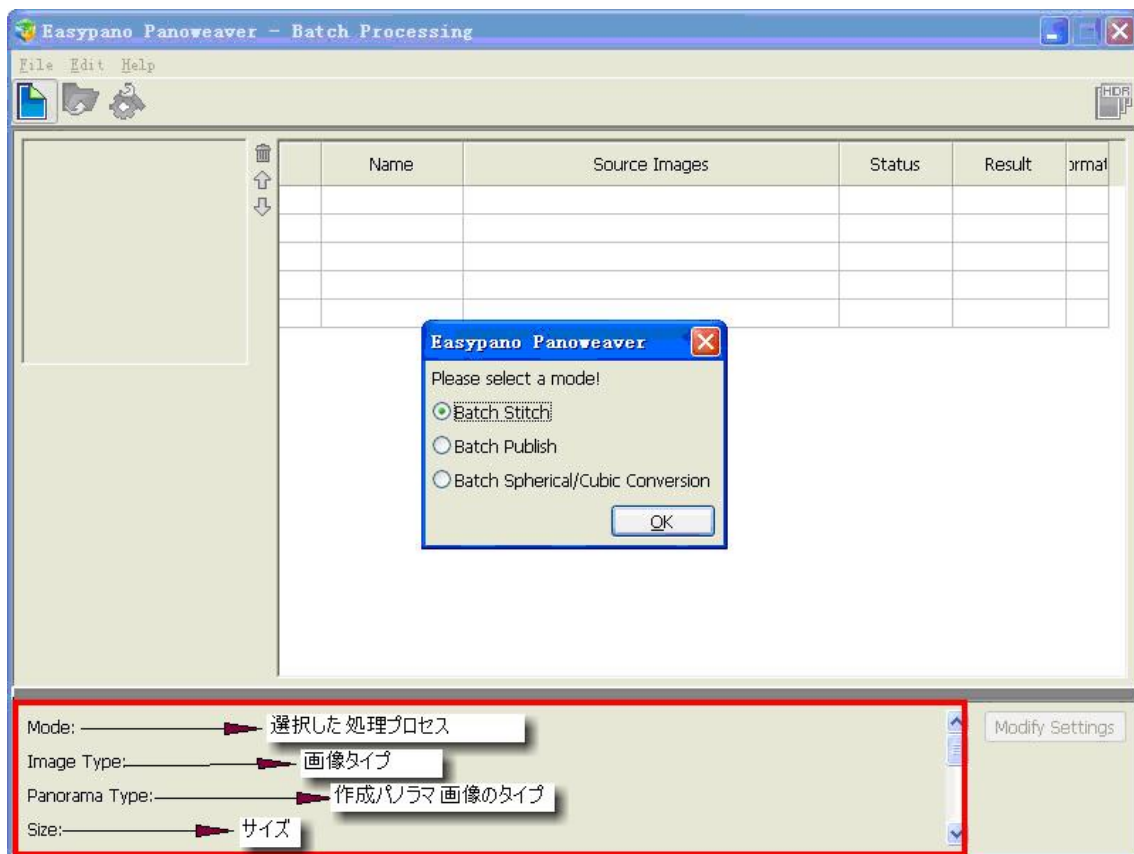 Easypano Panoweaver - Batch Processing
File Edit Help
HDR
Name Source Images Status Result ormat
Easypano Panoweaver
Please select a mode!
Batch Stitch
Batch Publish
Batch Spherical/Cubic Conversion
OK
Mode: 選択した処理プロセス
Modify Settings
Image Type: 画像タイプ
Panorama Type: 作成パノラマ画像のタイプ
Size: サイズ